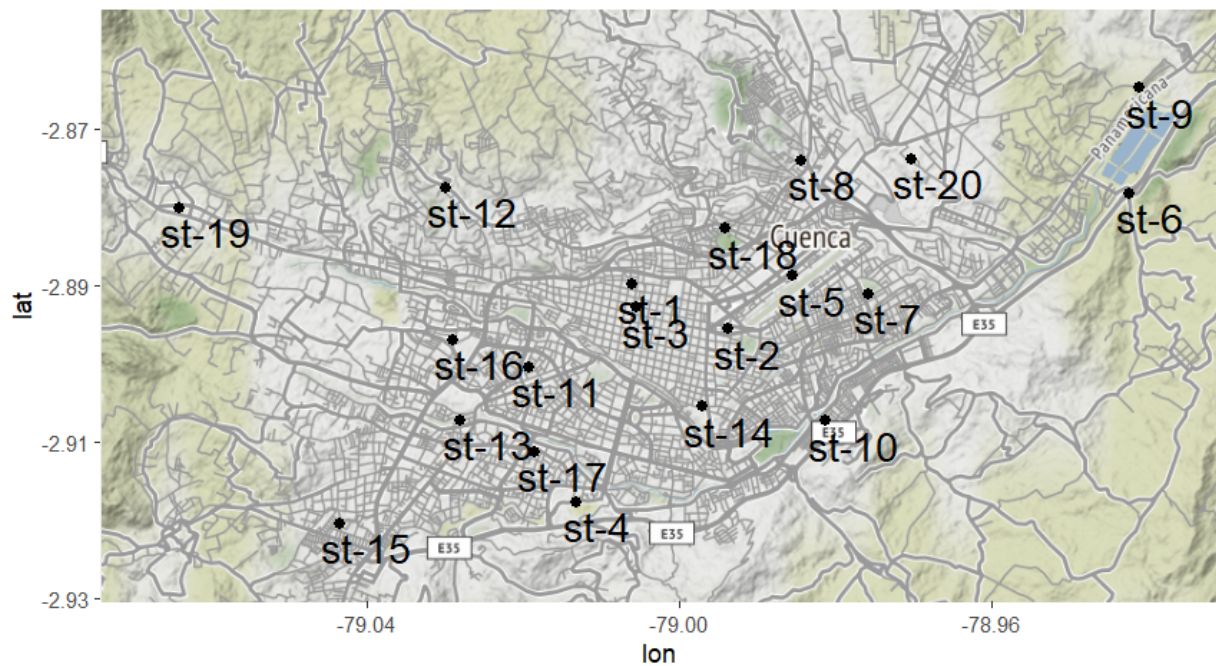 Panamericana
st-9
-2.87
st-8
st-20
st-12
st-6
st-19
Cuenca
st-18
-2.89
lat
st-1
st-5
st-7
st-3
E35
st-2
st-16
st-11
-2.91
st-14
E35
st-10
st-13
st-17
st-4
E35
E35
st-15
-2.93
-79.04
-79.00
-78.96
lon